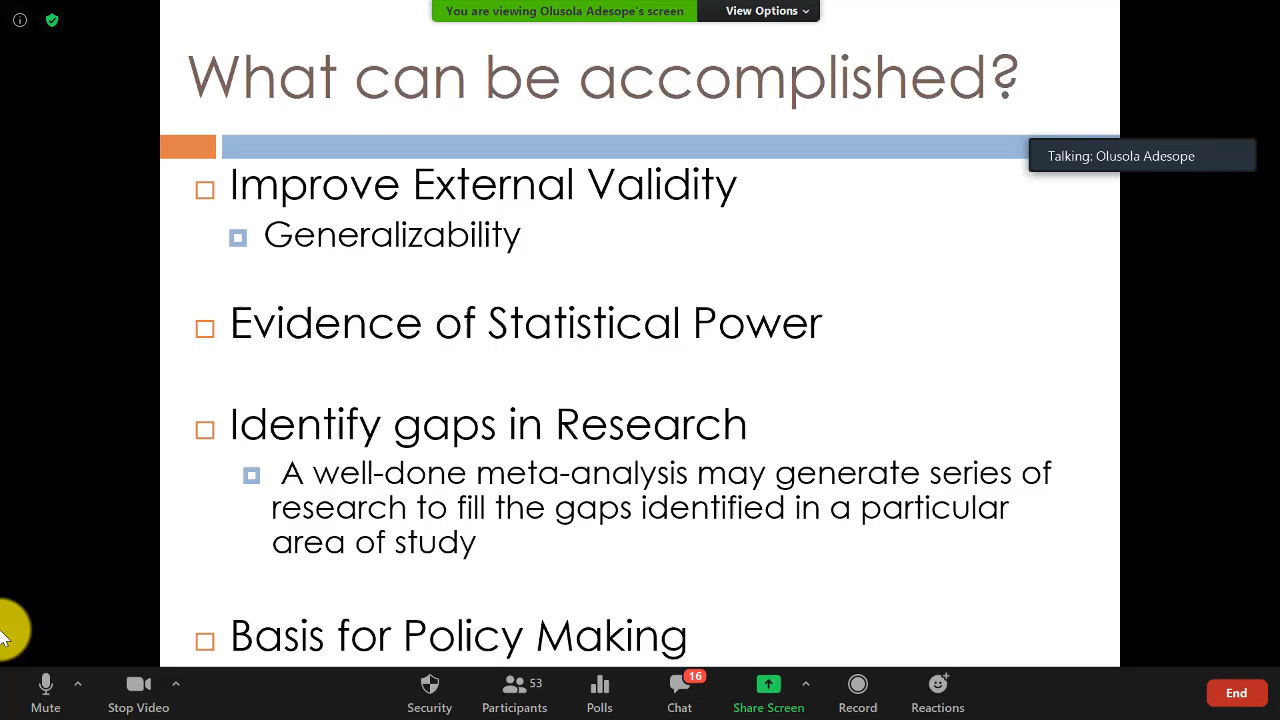 You are viewing Olusola Adesope's screen
View Options
What can be accomplished?
Talking: Olusola Adesope
Improve External Validity
Generalizability
Evidence of Statistical Power
Identify gaps in Research
A well-done meta-analysis may generate series of
research to fill the gaps identified in a particular
area of study
Basis for Policy Making
Mute
Stop Video
Security
53
Participants
Polls
16
Chat
Share Screen
Record
Reactions
End